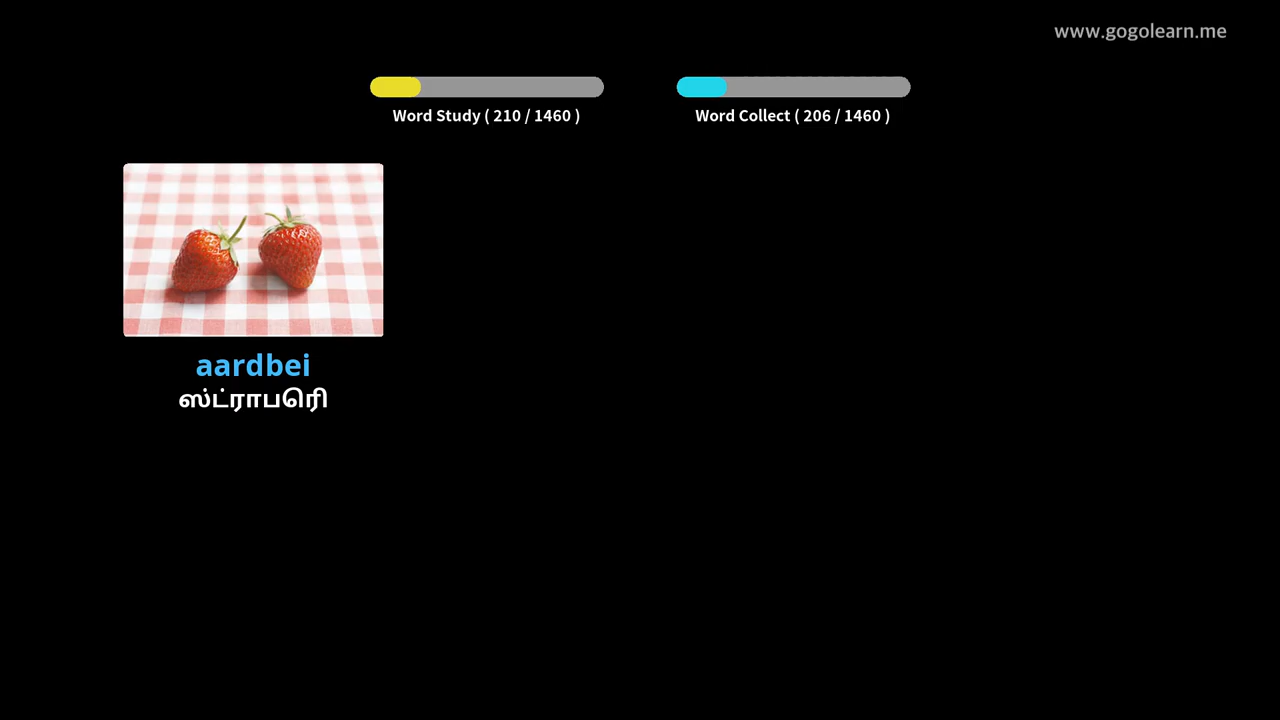 www.gogolearn.me
Word Study ( 210 / 1460 )
Word Collect ( 206 / 1460 )
aardbei
ஸ்ட்ராபெரி